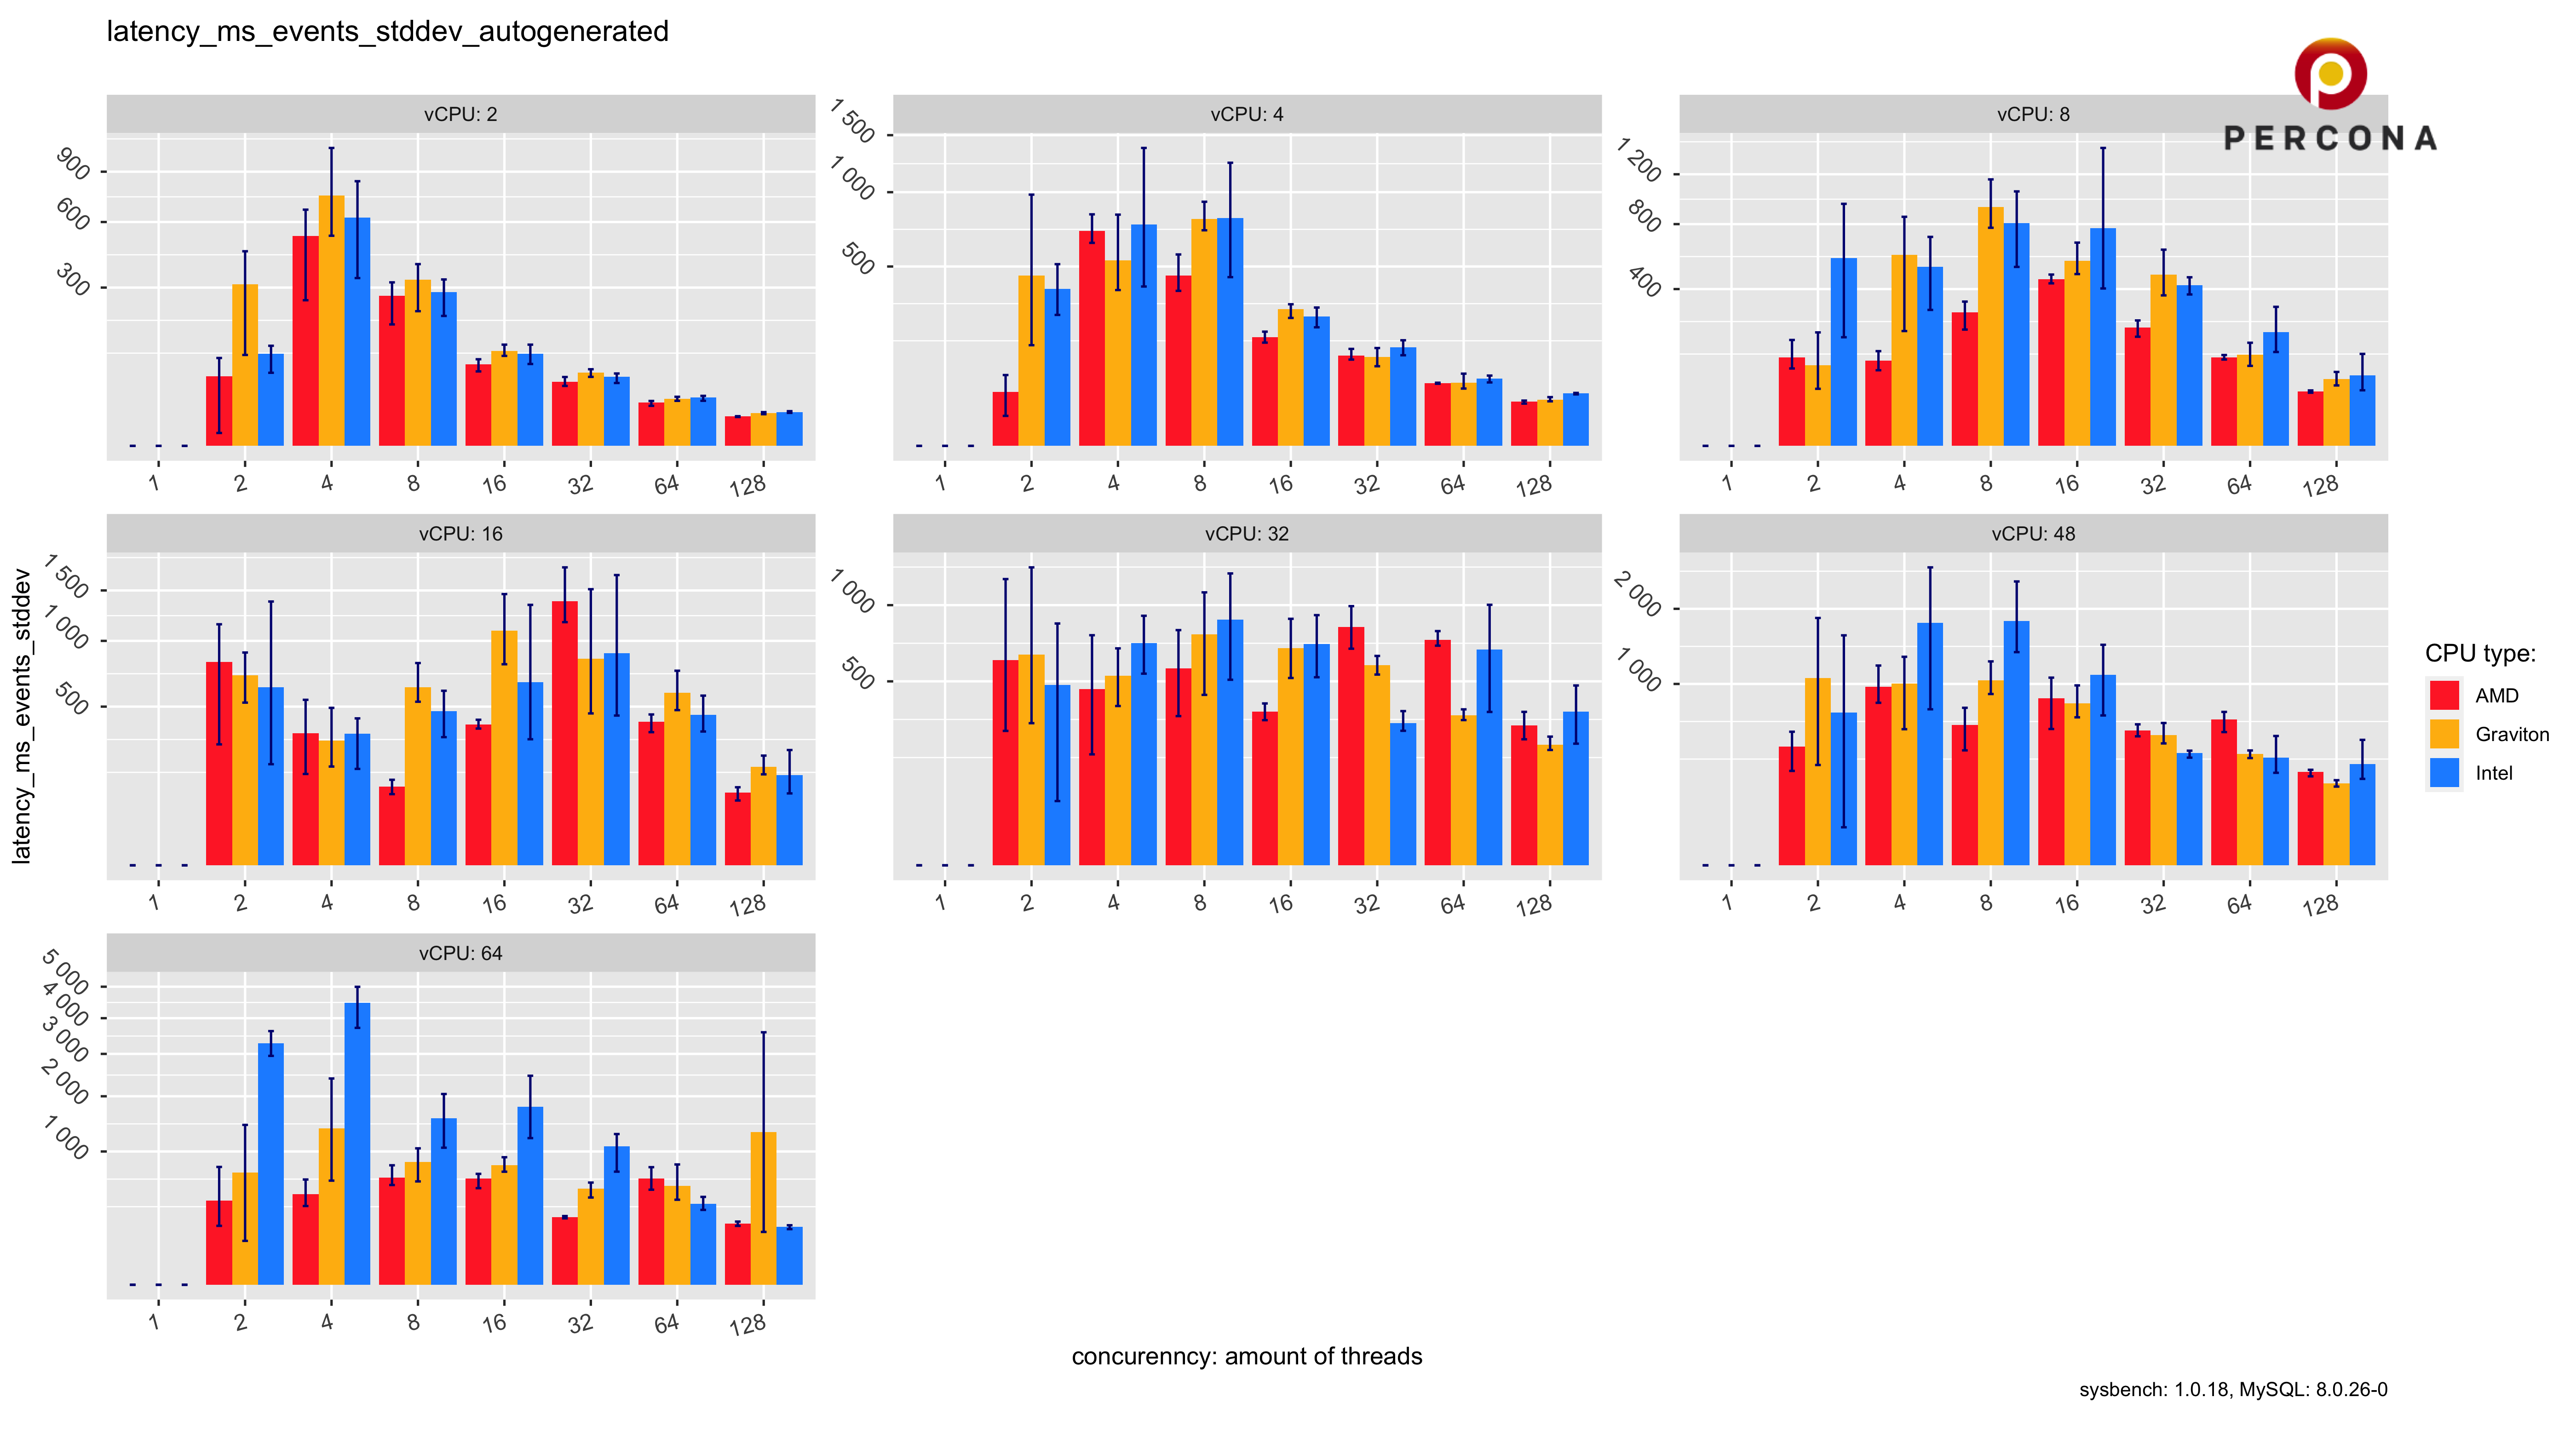 latency_ms_events_stddev_autogenerated
PERCONA
vCPU: 2
vCPU: 4
vCPU: 8
900
600
300
1 500
1 000
500
1 200
800
400
1 2 4 8 16 32 64 128
1 2 4 8 16 32 64 128
1 2 4 8 16 32 64 128
vCPU: 16
vCPU: 32
vCPU: 48
latency_ms_events_stddev
1 500
1 000
500
1 000
500
2 000
1 000
1 2 4 8 16 32 64 128
1 2 4 8 16 32 64 128
1 2 4 8 16 32 64 128
CPU type:
AMD
Graviton
Intel
vCPU: 64
5 000
4 000
3 000
2 000
1 000
1 2 4 8 16 32 64 128
concurenncy: amount of threads
sysbench: 1.0.18, MySQL: 8.0.26-0